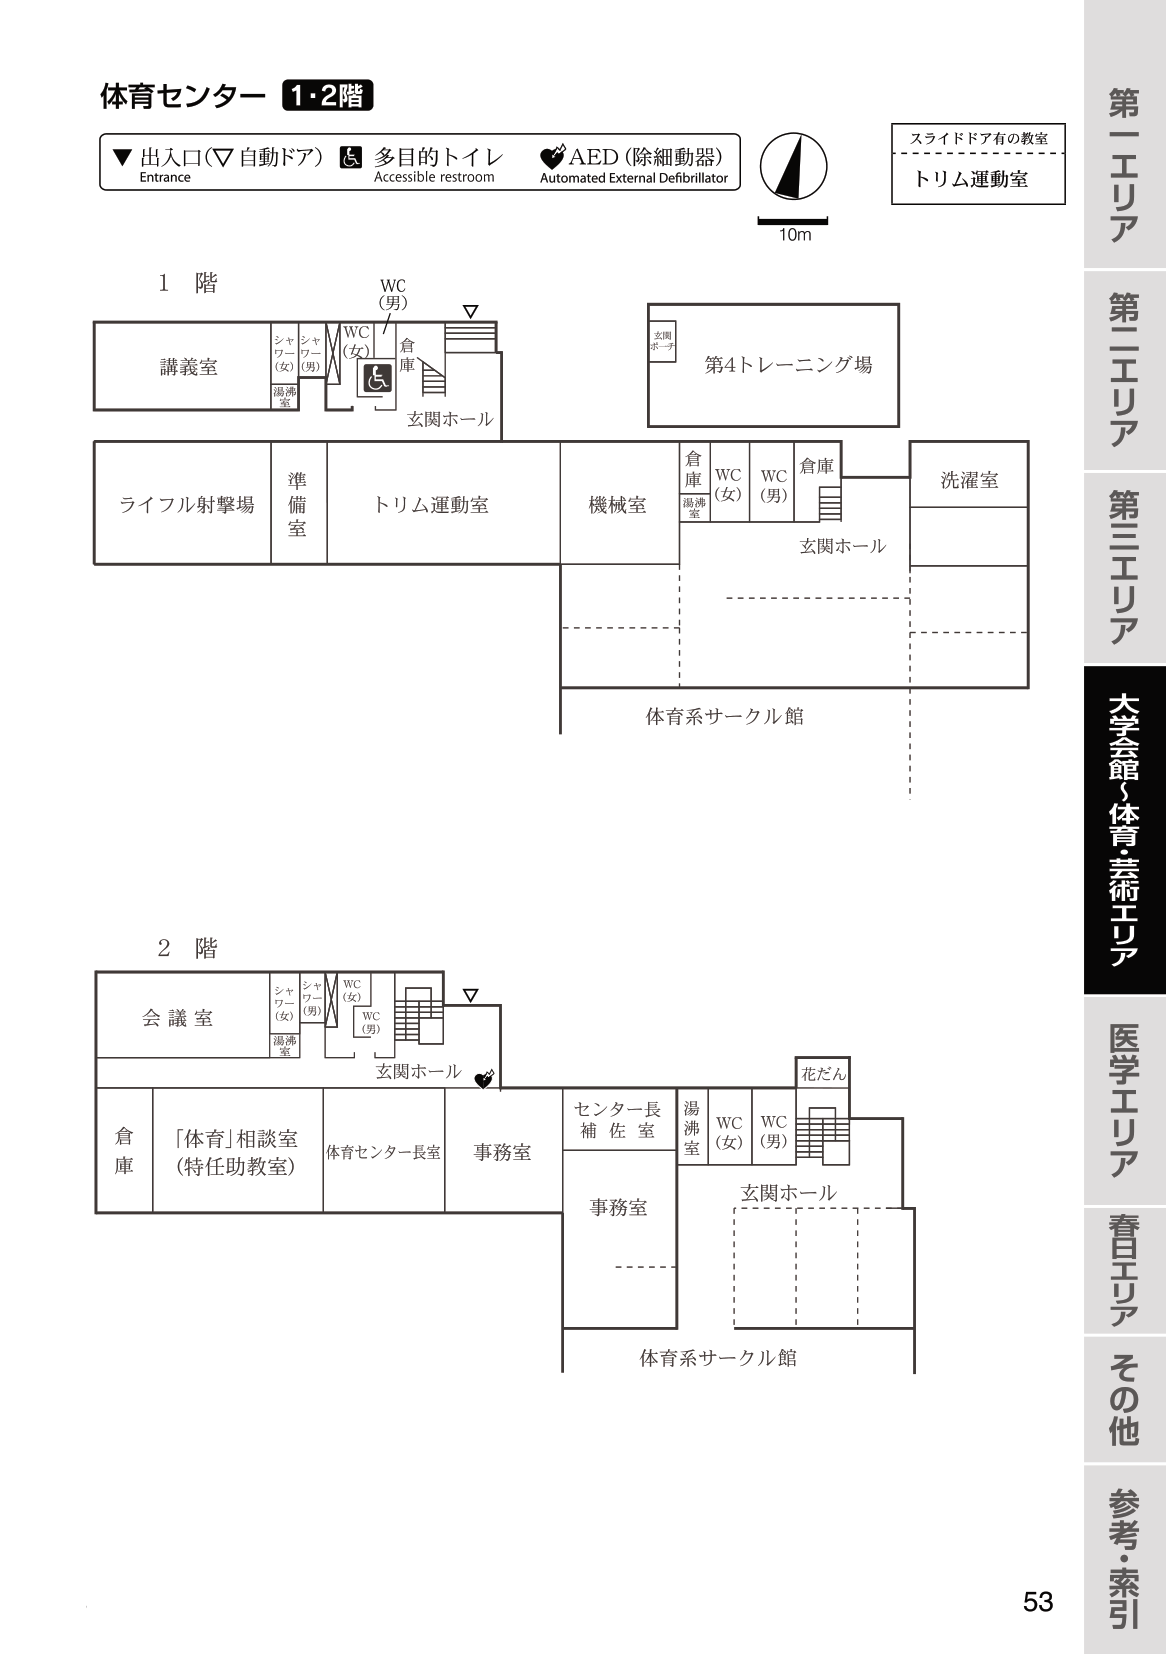 体育センター 1・2階
▼ 出入口(▽ 自動ドア)
Entrance
多目的トイレ
Accessible restroom
AED (除細動器)
Automated External Defibrillator
10m
スライドドア有の教室
トリム運動室
1 階
WC
(男)
講義室
シャワー(女)
シャワー(男)
湯沸室
WC
(女)
倉庫
玄関ホール
玄関ポーチ
第4トレーニング場
ライフル射撃場
準備室
トリム運動室
機械室
倉庫
湯沸室
WC
(女)
WC
(男)
倉庫
玄関ホール
洗濯室
体育系サークル館
2 階
会議室
シャワー(女)
シャワー(男)
湯沸室
WC
(女)
WC
(男)
玄関ホール
倉庫
「体育」相談室
(特任助教室)
体育センター長室
事務室
センター長
補佐室
事務室
湯沸室
WC
(女)
WC
(男)
花だん
玄関ホール
体育系サークル館
第一エリア
第二エリア
第三エリア
大学会館~体育・芸術エリア
医学エリア
春日エリア
その他
参考・索引
53